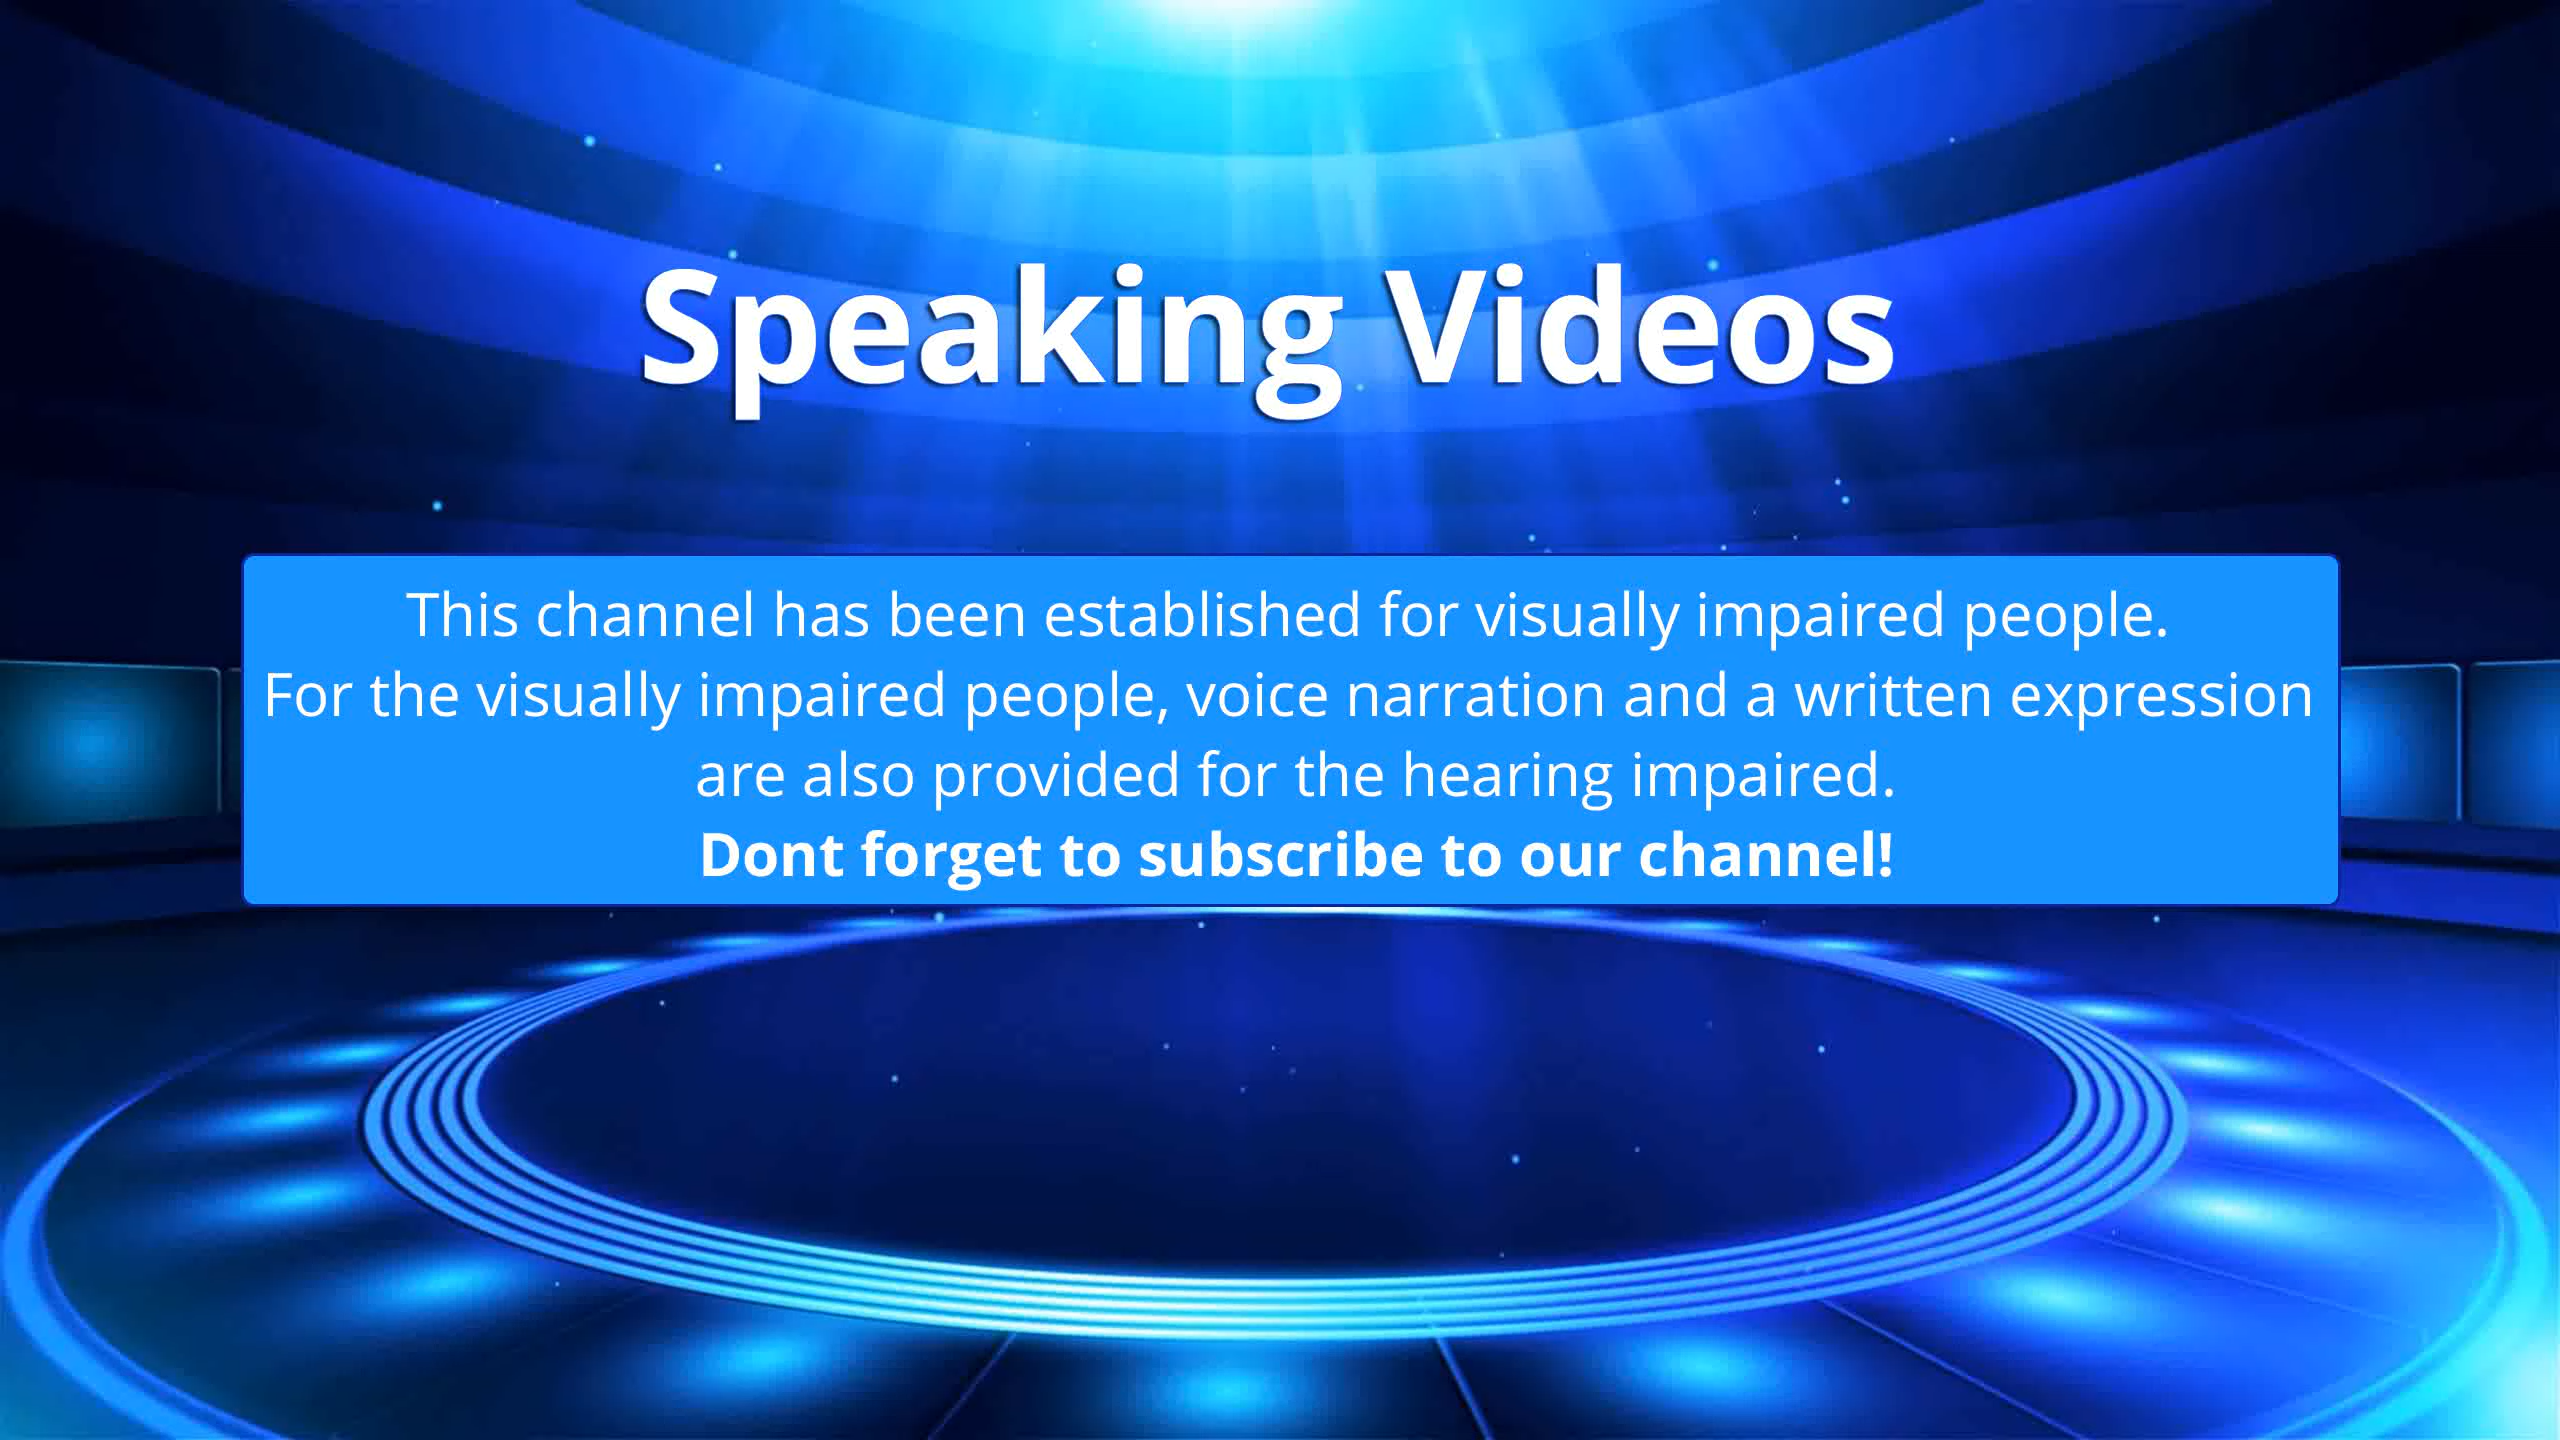 Speaking Videos
This channel has been established for visually impaired people.
For the visually impaired people, voice narration and a written expression
are also provided for the hearing impaired.
Dont forget to subscribe to our channel!